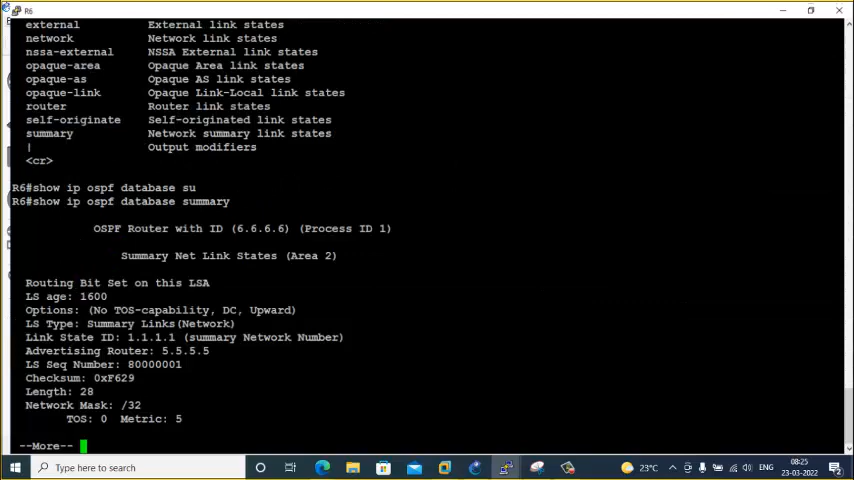 R6
external External link states
network Network link states
nssa-external NSSA External link states
opaque-area Opaque Area link states
opaque-as Opaque AS link states
opaque-link Opaque Link-Local link states
router Router link states
self-originate Self-originated link states
summary Network summary link states
| Output modifiers
<cr>
R6#show ip ospf database su
R6#show ip ospf database summary
OSPF Router with ID (6.6.6.6) (Process ID 1)
Summary Net Link States (Area 2)
Routing Bit Set on this LSA
LS age: 1600
Options: (No TOS-capability, DC, Upward)
LS Type: Summary Links(Network)
Link State ID: 1.1.1.1 (summary Network Number)
Advertising Router: 5.5.5.5
LS Seq Number: 80000001
Checksum: 0xF629
Length: 28
Network Mask: /32
TOS: 0 Metric: 5
--More--
Type here to search
23°C
ENG
08:25
23-03-2022
2